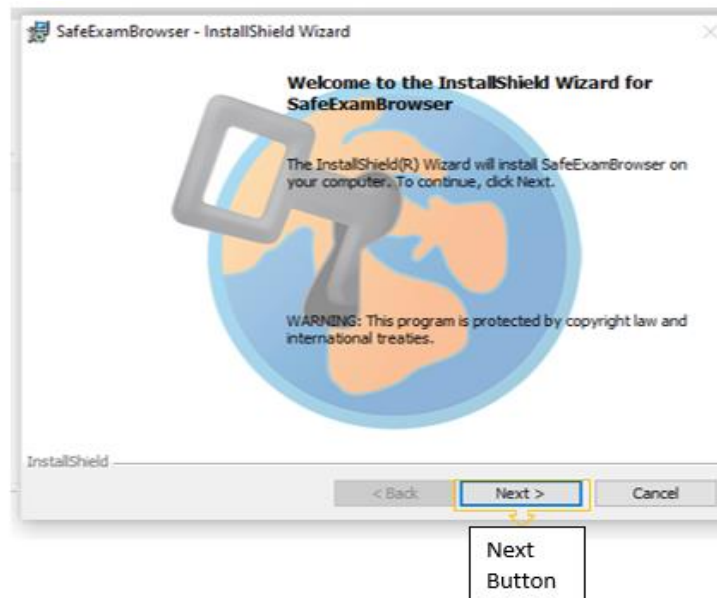 SafeExamBrowser - InstallShield Wizard
Welcome to the InstallShield Wizard for
SafeExamBrowser
The InstallShield(R) Wizard will install SafeExamBrowser on
your computer. To continue, click Next.
WARNING: This program is protected by copyright law and
international treaties.
InstallShield
< Back
Next >
Cancel
Next
Button